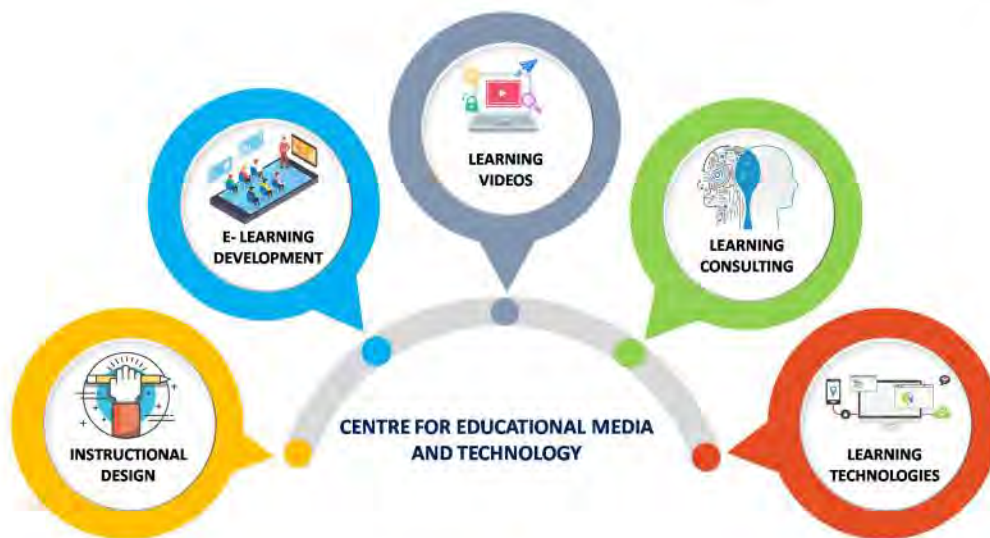 LEARNING
VIDEOS
E- LEARNING
DEVELOPMENT
LEARNING
CONSULTING
INSTRUCTIONAL
DESIGN
CENTRE FOR EDUCATIONAL MEDIA
AND TECHNOLOGY
LEARNING
TECHNOLOGIES